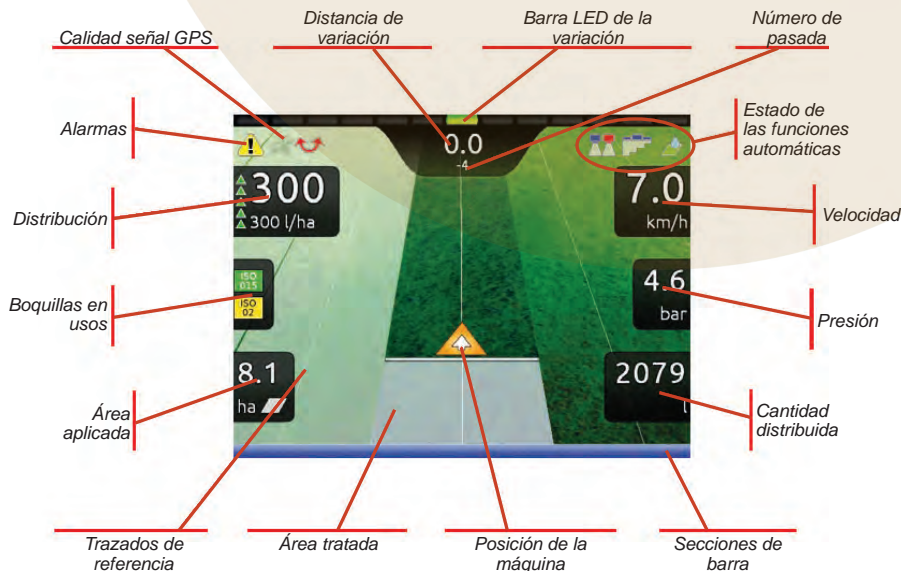 Calidad señal GPS
Distancia de
variación
Barra LED de la
variación
Número de
pasada
Alarmas
Estado de
las funciones
automáticas
0.0
-4
Distribución
300
300 l/ha
7.0
km/h
Velocidad
Boquillas en
usos
ISO
015
ISO
02
4.6
bar
Presión
Área
aplicada
8.1
ha
2079
l
Cantidad
distribuida
Trazados de
referencia
Área tratada
Posición de la
máquina
Secciones de
barra